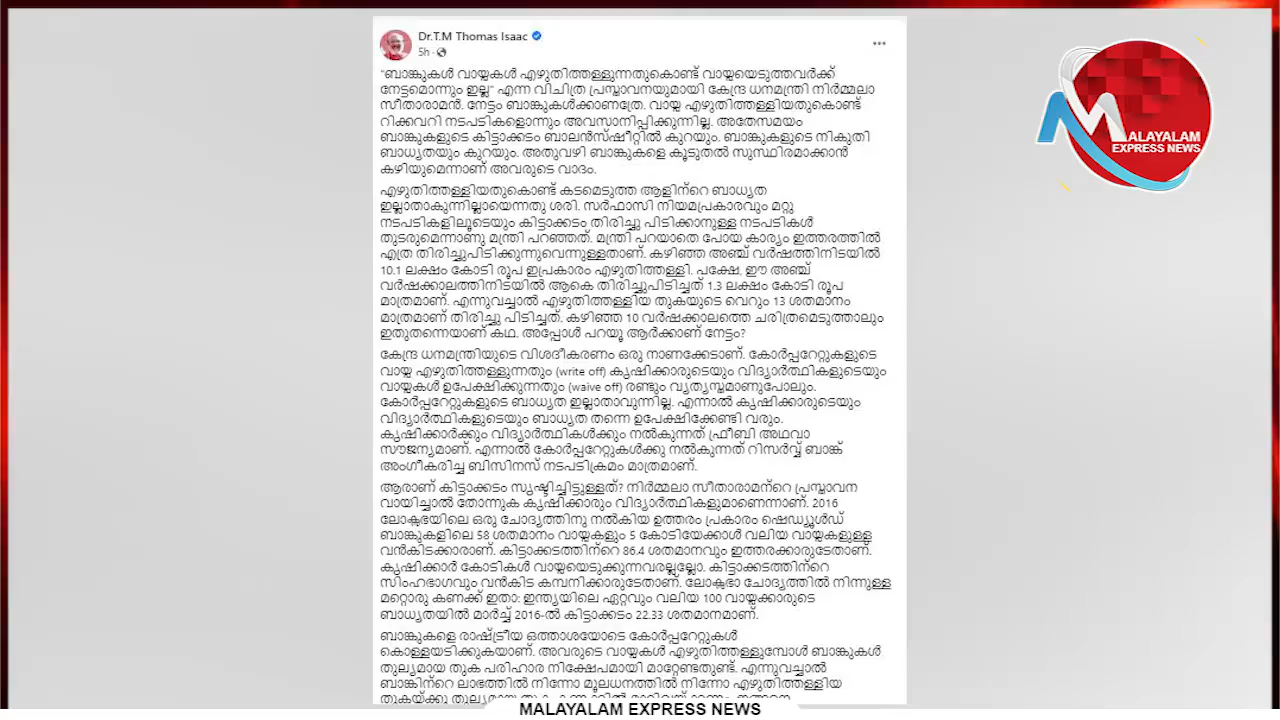 Dr.T.M Thomas Isaac
5h
"ബാങ്കുകൾ വായ്പകൾ എഴുതിത്തള്ളുന്നതുകൊണ്ട് വായ്പയെടുത്തവർക്ക്
നേട്ടമൊന്നും ഇല്ല" എന്ന വിചിത്ര പ്രസ്താവനയുമായി കേന്ദ്ര ധനമന്ത്രി നിർമ്മലാ
സീതാരാമൻ. നേട്ടം ബാങ്കുകൾക്കാണത്രേ. വായ്പ എഴുതിത്തള്ളിയതുകൊണ്ട്
റിക്കവറി നടപടികളൊന്നും അവസാനിപ്പിക്കുന്നില്ല. അതേസമയം
ബാങ്കുകളുടെ കിട്ടാക്കടം ബാലൻസ്ഷീറ്റിൽ കുറയും. ബാങ്കുകളുടെ നികുതി
ബാധ്യതയും കുറയും. അതുവഴി ബാങ്കുകളെ കൂടുതൽ സുസ്ഥിരമാക്കാൻ
കഴിയുമെന്നാണ് അവരുടെ വാദം.
എഴുതിത്തള്ളിയതുകൊണ്ട് കടമെടുത്ത ആളിന്റെ ബാധ്യത
ഇല്ലാതാകുന്നില്ലായെന്നതു ശരി. സർഫാസി നിയമപ്രകാരവും മറ്റു
നടപടികളിലൂടെയും കിട്ടാക്കടം തിരിച്ചു പിടിക്കാനുള്ള നടപടികൾ
തുടരുമെന്നാണു മന്ത്രി പറഞ്ഞത്. മന്ത്രി പറയാതെ പോയ കാര്യം ഇത്തരത്തിൽ
എത്ര തിരിച്ചുപിടിക്കുന്നുവെന്നുള്ളതാണ്. കഴിഞ്ഞ അഞ്ച് വർഷത്തിനിടയിൽ
10.1 ലക്ഷം കോടി രൂപ ഇപ്രകാരം എഴുതിത്തള്ളി. പക്ഷേ, ഈ അഞ്ച്
വർഷക്കാലത്തിനിടയിൽ ആകെ തിരിച്ചുപിടിച്ചത് 1.3 ലക്ഷം കോടി രൂപ
മാത്രമാണ്. എന്നുവച്ചാൽ എഴുതിത്തള്ളിയ തുകയുടെ വെറും 13 ശതമാനം
മാത്രമാണ് തിരിച്ചു പിടിച്ചത്. കഴിഞ്ഞ 10 വർഷക്കാലത്തെ ചരിത്രമെടുത്താലും
ഇതുതന്നെയാണ് കഥ. അപ്പോൾ പറയൂ ആർക്കാണ് നേട്ടം?
കേന്ദ്ര ധനമന്ത്രിയുടെ വിശദീകരണം ഒരു നാണക്കേടാണ്. കോർപ്പറേറ്റുകളുടെ
വായ്പ എഴുതിത്തള്ളുന്നതും (write off) കൃഷിക്കാരുടെയും വിദ്യാർത്ഥികളുടെയും
വായ്പകൾ ഉപേക്ഷിക്കുന്നതും (waive off) രണ്ടും വ്യത്യസ്തമാണുപോലും.
കോർപ്പറേറ്റുകളുടെ ബാധ്യത ഇല്ലാതാവുന്നില്ല. എന്നാൽ കൃഷിക്കാരുടെയും
വിദ്യാർത്ഥികളുടെയും ബാധ്യത തന്നെ ഉപേക്ഷിക്കേണ്ടി വരും.
കൃഷിക്കാർക്കും വിദ്യാർത്ഥികൾക്കും നൽകുന്നത് ഫ്രീബി അഥവാ
സൗജന്യമാണ്. എന്നാൽ കോർപ്പറേറ്റുകൾക്കു നൽകുന്നത് റിസർവ്വ് ബാങ്ക്
അംഗീകരിച്ച ബിസിനസ് നടപടിക്രമം മാത്രമാണ്.
ആരാണ് കിട്ടാക്കടം സൃഷ്ടിച്ചിട്ടുള്ളത്? നിർമ്മലാ സീതാരാമന്റെ പ്രസ്താവന
വായിച്ചാൽ തോന്നുക കൃഷിക്കാരും വിദ്യാർത്ഥികളുമാണെന്നാണ്. 2016
ലോക്സഭയിലെ ഒരു ചോദ്യത്തിനു നൽകിയ ഉത്തരം പ്രകാരം ഷെഡ്യൂൾഡ്
ബാങ്കുകളിലെ 58 ശതമാനം വായ്പകളും 5 കോടിയേക്കാൾ വലിയ വായ്പകളുള്ള
വൻകിടക്കാരാണ്. കിട്ടാക്കടത്തിന്റെ 86.4 ശതമാനവും ഇത്തരക്കാരുടേതാണ്.
കൃഷിക്കാർ കോടികൾ വായ്പയെടുക്കുന്നവരല്ലല്ലോ. കിട്ടാക്കടത്തിന്റെ
സിംഹഭാഗവും വൻകിട കമ്പനിക്കാരുടേതാണ്. ലോക്സഭാ ചോദ്യത്തിൽ നിന്നുള്ള
മറ്റൊരു കണക്ക് ഇതാ: ഇന്ത്യയിലെ ഏറ്റവും വലിയ 100 വായ്പക്കാരുടെ
ബാധ്യതയിൽ മാർച്ച് 2016-ൽ കിട്ടാക്കടം 22.33 ശതമാനമാണ്.
ബാങ്കുകളെ രാഷ്ട്രീയ ഒത്താശയോടെ കോർപ്പറേറ്റുകൾ
കൊള്ളയടിക്കുകയാണ്. അവരുടെ വായ്പകൾ എഴുതിത്തള്ളുമ്പോൾ ബാങ്കുകൾ
തുല്യമായ തുക പരിഹാര നിക്ഷേപമായി മാറ്റേണ്ടതുണ്ട്. എന്നുവച്ചാൽ
ബാങ്കിന്റെ ലാഭത്തിൽ നിന്നോ മൂലധനത്തിൽ നിന്നോ എഴുതിത്തള്ളിയ
തുകയ്ക്കു തുല്യമായ
MALAYALAM
EXPRESS NEWS
MALAYALAM EXPRESS NEWS